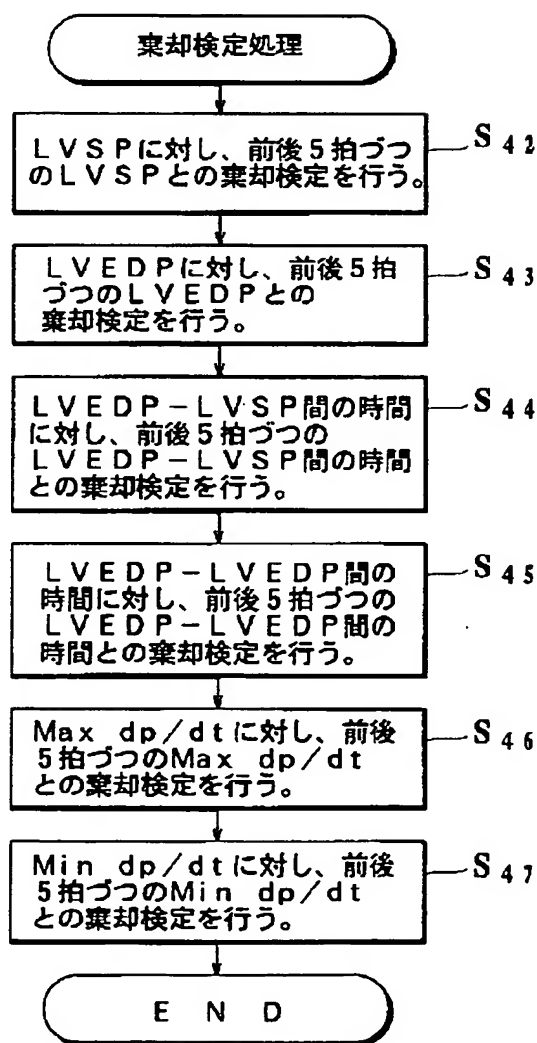 棄却検定処理
LVSPに対し、前後5拍づつ
のLVSPとの棄却検定を行う。
S42
LVEDPに対し、前後5拍
づつのLVEDPとの
棄却検定を行う。
S43
LVEDP-LVSP間の時間
に対し、前後5拍づつの
LVEDP-LVSP間の時間
との棄却検定を行う。
S44
LVEDP-LVEDP間の
時間に対し、前後5拍づつの
LVEDP-LVEDP間の
時間との棄却検定を行う。
S45
Max dp/dtに対し、前後
5拍づつのMax dp/dt
との棄却検定を行う。
S46
Min dp/dtに対し、前後
5拍づつのMin dp/dt
との棄却検定を行う。
S47
END